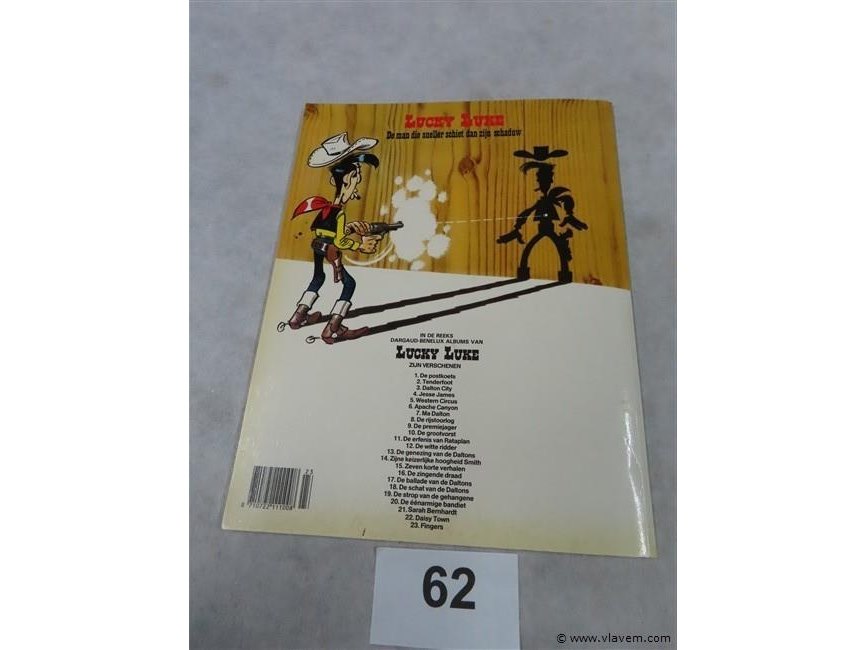 LUCKY LUKE
De man die sneller schiet dan zijn schaduw
IN DE REEKS
DARGAUD-BENELUX ALBUMS VAN
LUCKY LUKE
ZIJN VERSCHENEN
1. De postkoets
2. Tenderfoot
3. Dalton City
4. Jesse James
5. Western Circus
6. Apache Canyon
7. Ma Dalton
8. De rijstoorlog
9. De premiejager
10. De grootvorst
11. De erfenis van Rataplan
12. De witte ridder
13. De genezing van de Daltons
14. Zijne keizerlijke hoogheid Smith
15. Zeven korte verhalen
16. De zingende draad
17. De ballade van de Daltons
18. De schat van de Daltons
19. De strop van de gehangene
20. De éénarmige bandiet
21. Sarah Bernhardt
22. Daisy Town
23. Fingers
23
0 710722 111008
62
© www.vlavem.com